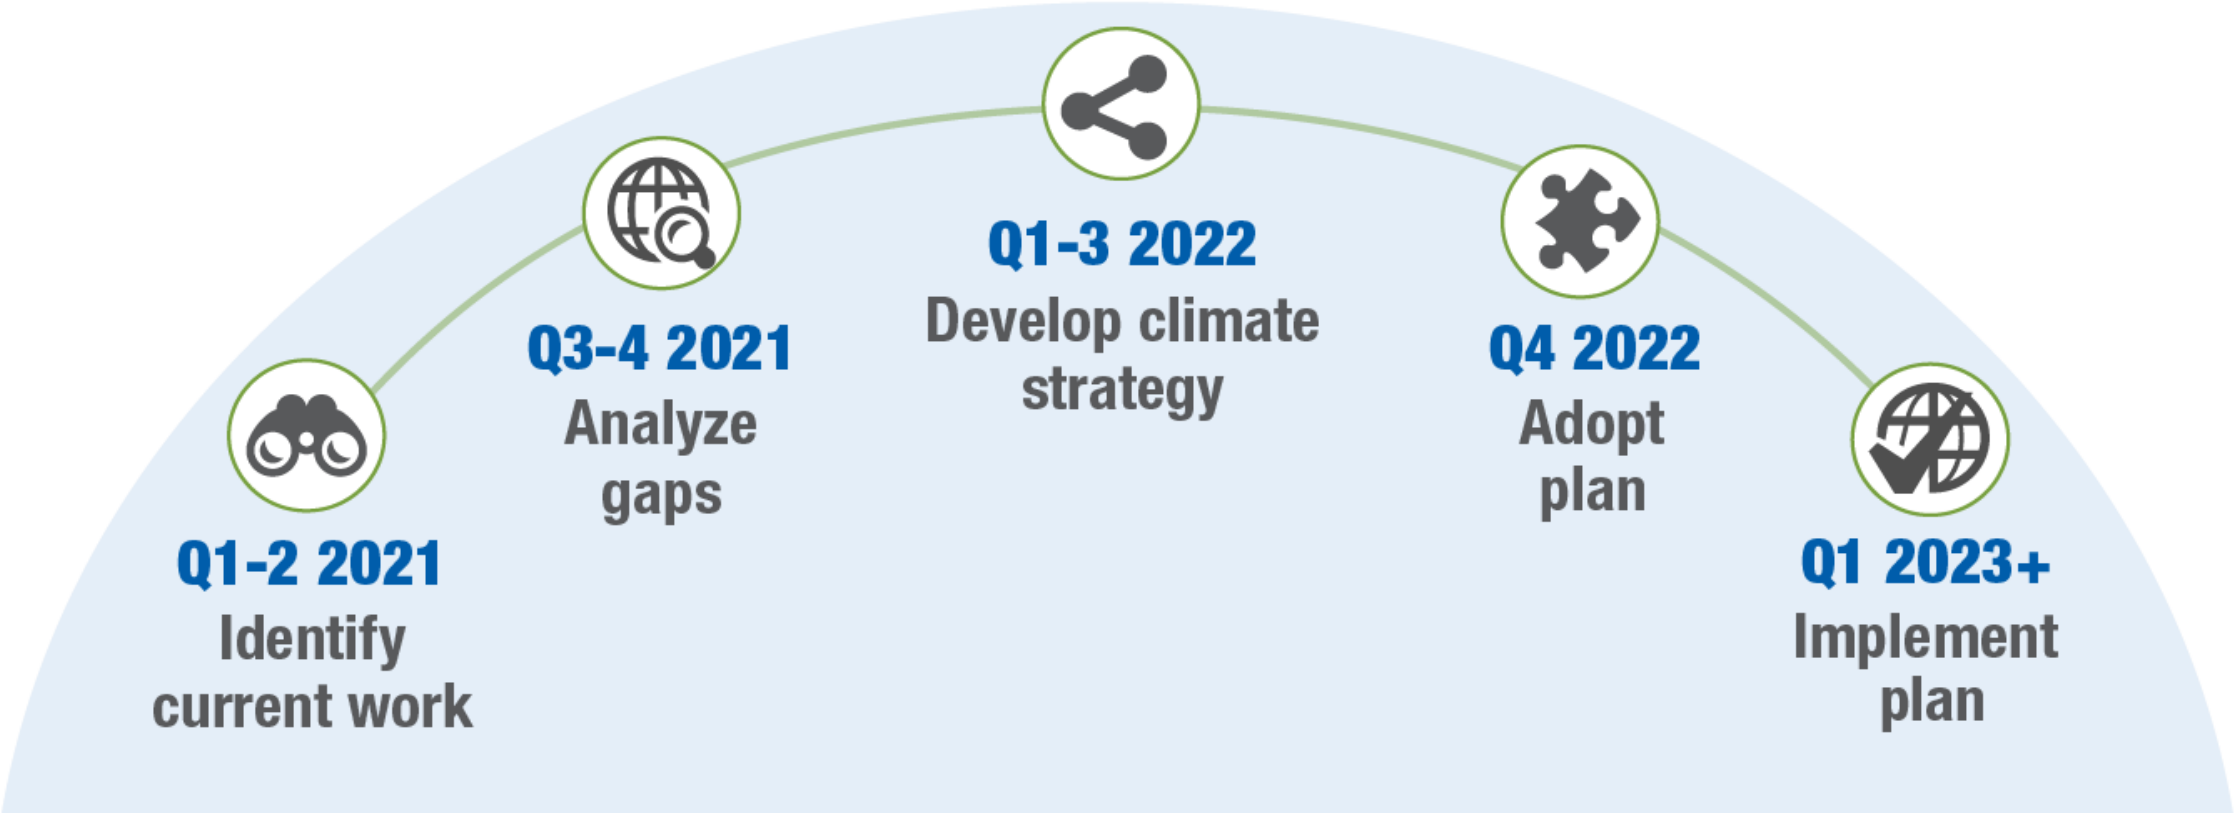 Q1-2 2021
Identify
current work
Q3-4 2021
Analyze
gaps
Q1-3 2022
Develop climate
strategy
Q4 2022
Adopt
plan
Q1 2023+
Implement
plan